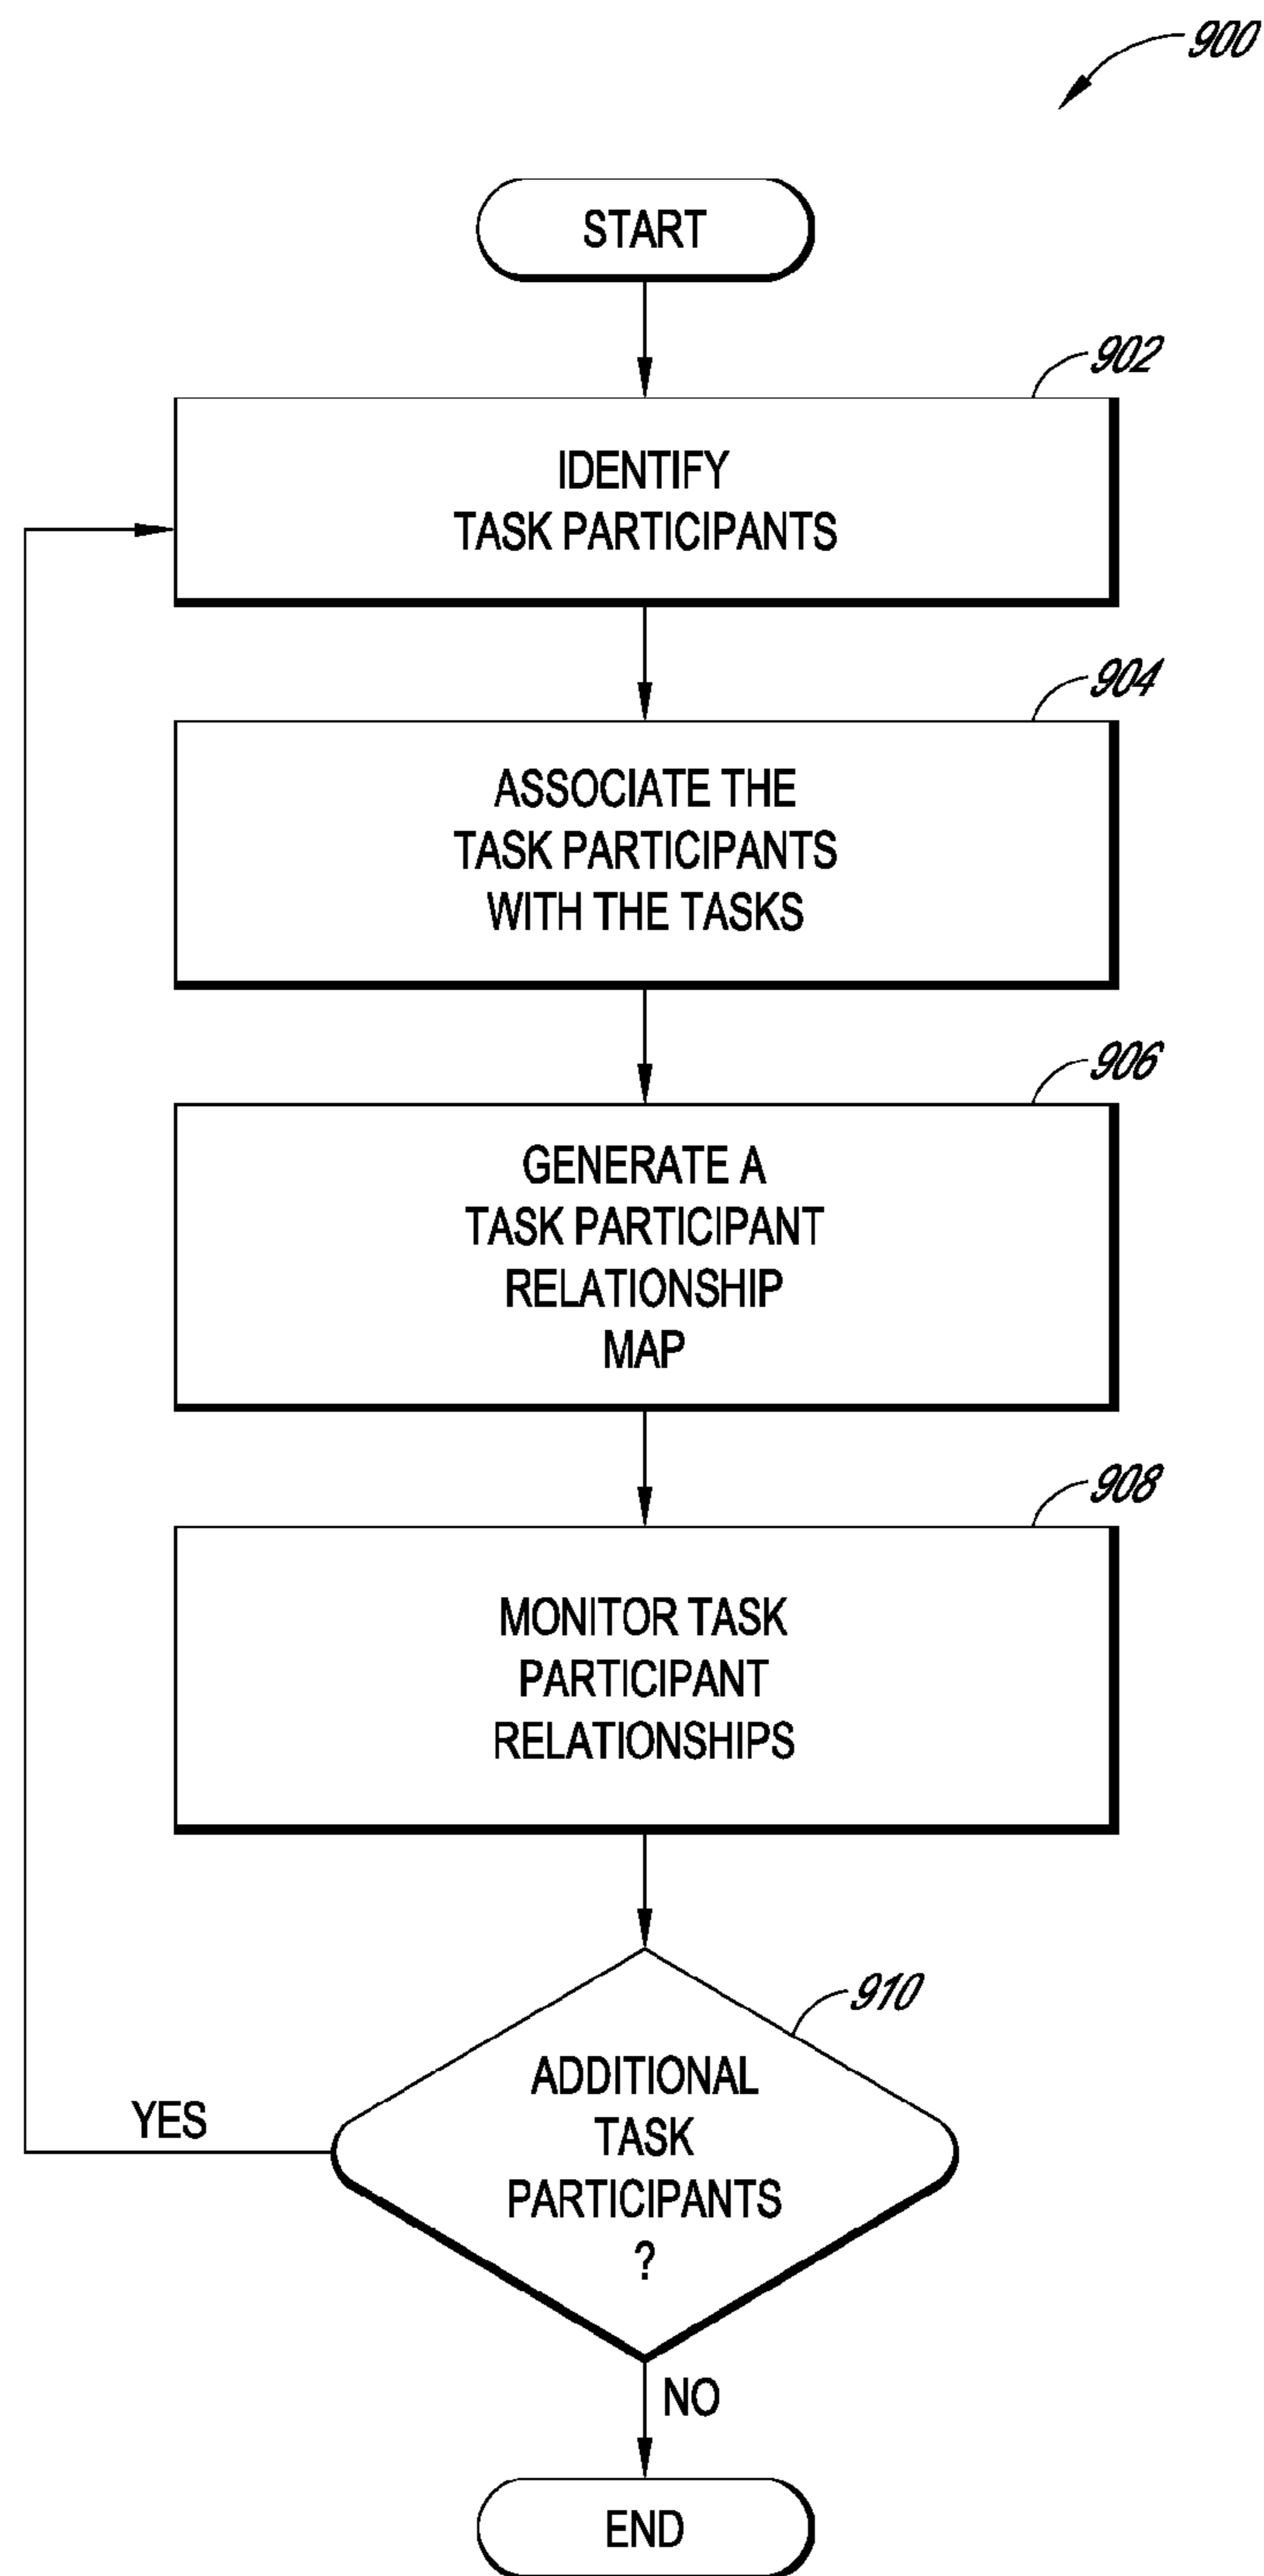 900
START
902
IDENTIFY
TASK PARTICIPANTS
904
ASSOCIATE THE
TASK PARTICIPANTS
WITH THE TASKS
906
GENERATE A
TASK PARTICIPANT
RELATIONSHIP
MAP
908
MONITOR TASK
PARTICIPANT
RELATIONSHIPS
910
ADDITIONAL
TASK
PARTICIPANTS
?
YES
NO
END